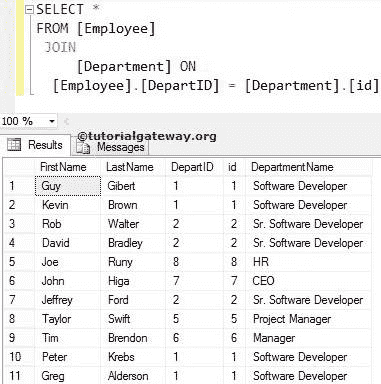 SELECT *
FROM [Employee]
JOIN
[Department] ON
[Employee].[DepartID] = [Department].[id]
100 %
©tutorialgateway.org
Results Messages
FirstName LastName DepartID id DepartmentName
1 Guy Gibert 1 1 Software Developer
2 Kevin Brown 1 1 Software Developer
3 Rob Walter 2 2 Sr. Software Developer
4 David Bradley 2 2 Sr. Software Developer
5 Joe Runy 8 8 HR
6 John Higa 7 7 CEO
7 Jeffrey Ford 2 2 Sr. Software Developer
8 Taylor Swift 5 5 Project Manager
9 Tim Brendon 6 6 Manager
10 Peter Krebs 1 1 Software Developer
11 Greg Alderson 1 1 Software Developer